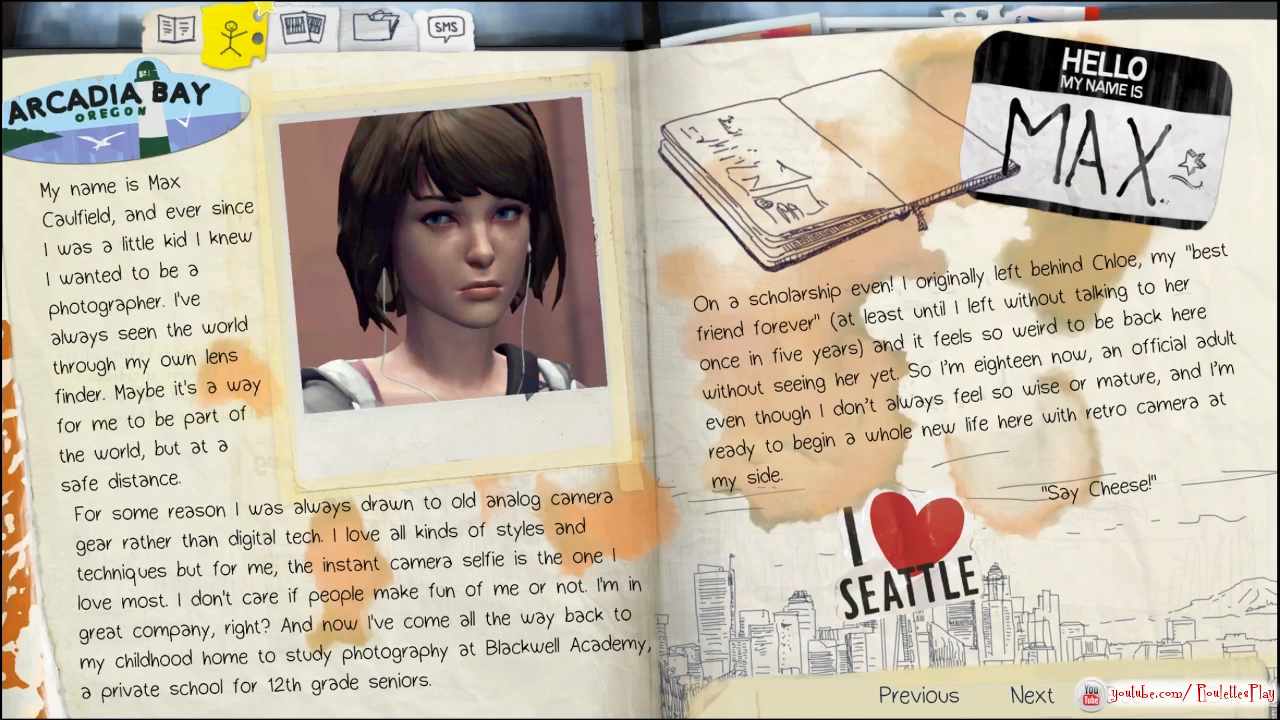 SMS
ARCADIA BAY
OREGON
My name is Max
Caulfield, and ever since
I was a little kid I knew
I wanted to be a
photographer. I've
always seen the world
through my own lens
finder. Maybe it's a way
for me to be part of
the world, but at a
safe distance.
For some reason I was always drawn to old analog camera
gear rather than digital tech. I love all kinds of styles and
techniques but for me, the instant camera selfie is the one I
love most. I don't care if people make fun of me or not. I'm in
great company, right? And now I've come all the way back to
my childhood home to study photography at Blackwell Academy,
a private school for 12th grade seniors.
HELLO
MY NAME IS
MAX
On a scholarship even! I originally left behind Chloe, my "best
friend forever" (at least until I left without talking to her
once in five years) and it feels so weird to be back here
without seeing her yet. So I'm eighteen now, an official adult
even though I don't always feel so wise or mature, and I'm
ready to begin a whole new life here with retro camera at
my side.
"Say Cheese!"
I
SEATTLE
Previous Next
You Tube youtube.com/RoulettesPlay